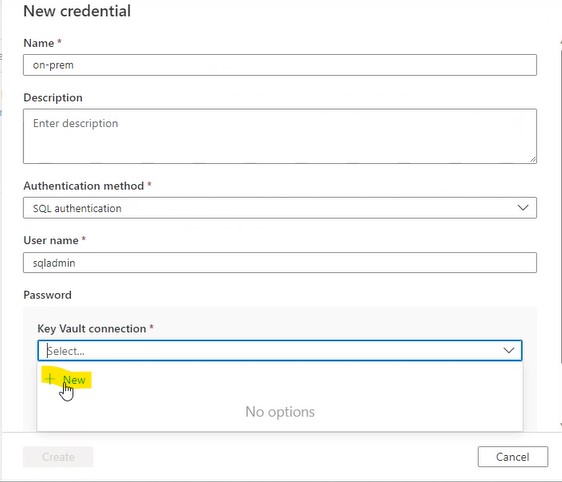 New credential
Name *
on-prem
Description
Enter description
Authentication method *
SQL authentication
User name *
sqladmin
Password
Key Vault connection *
Select...
+ New
No options
Create
Cancel